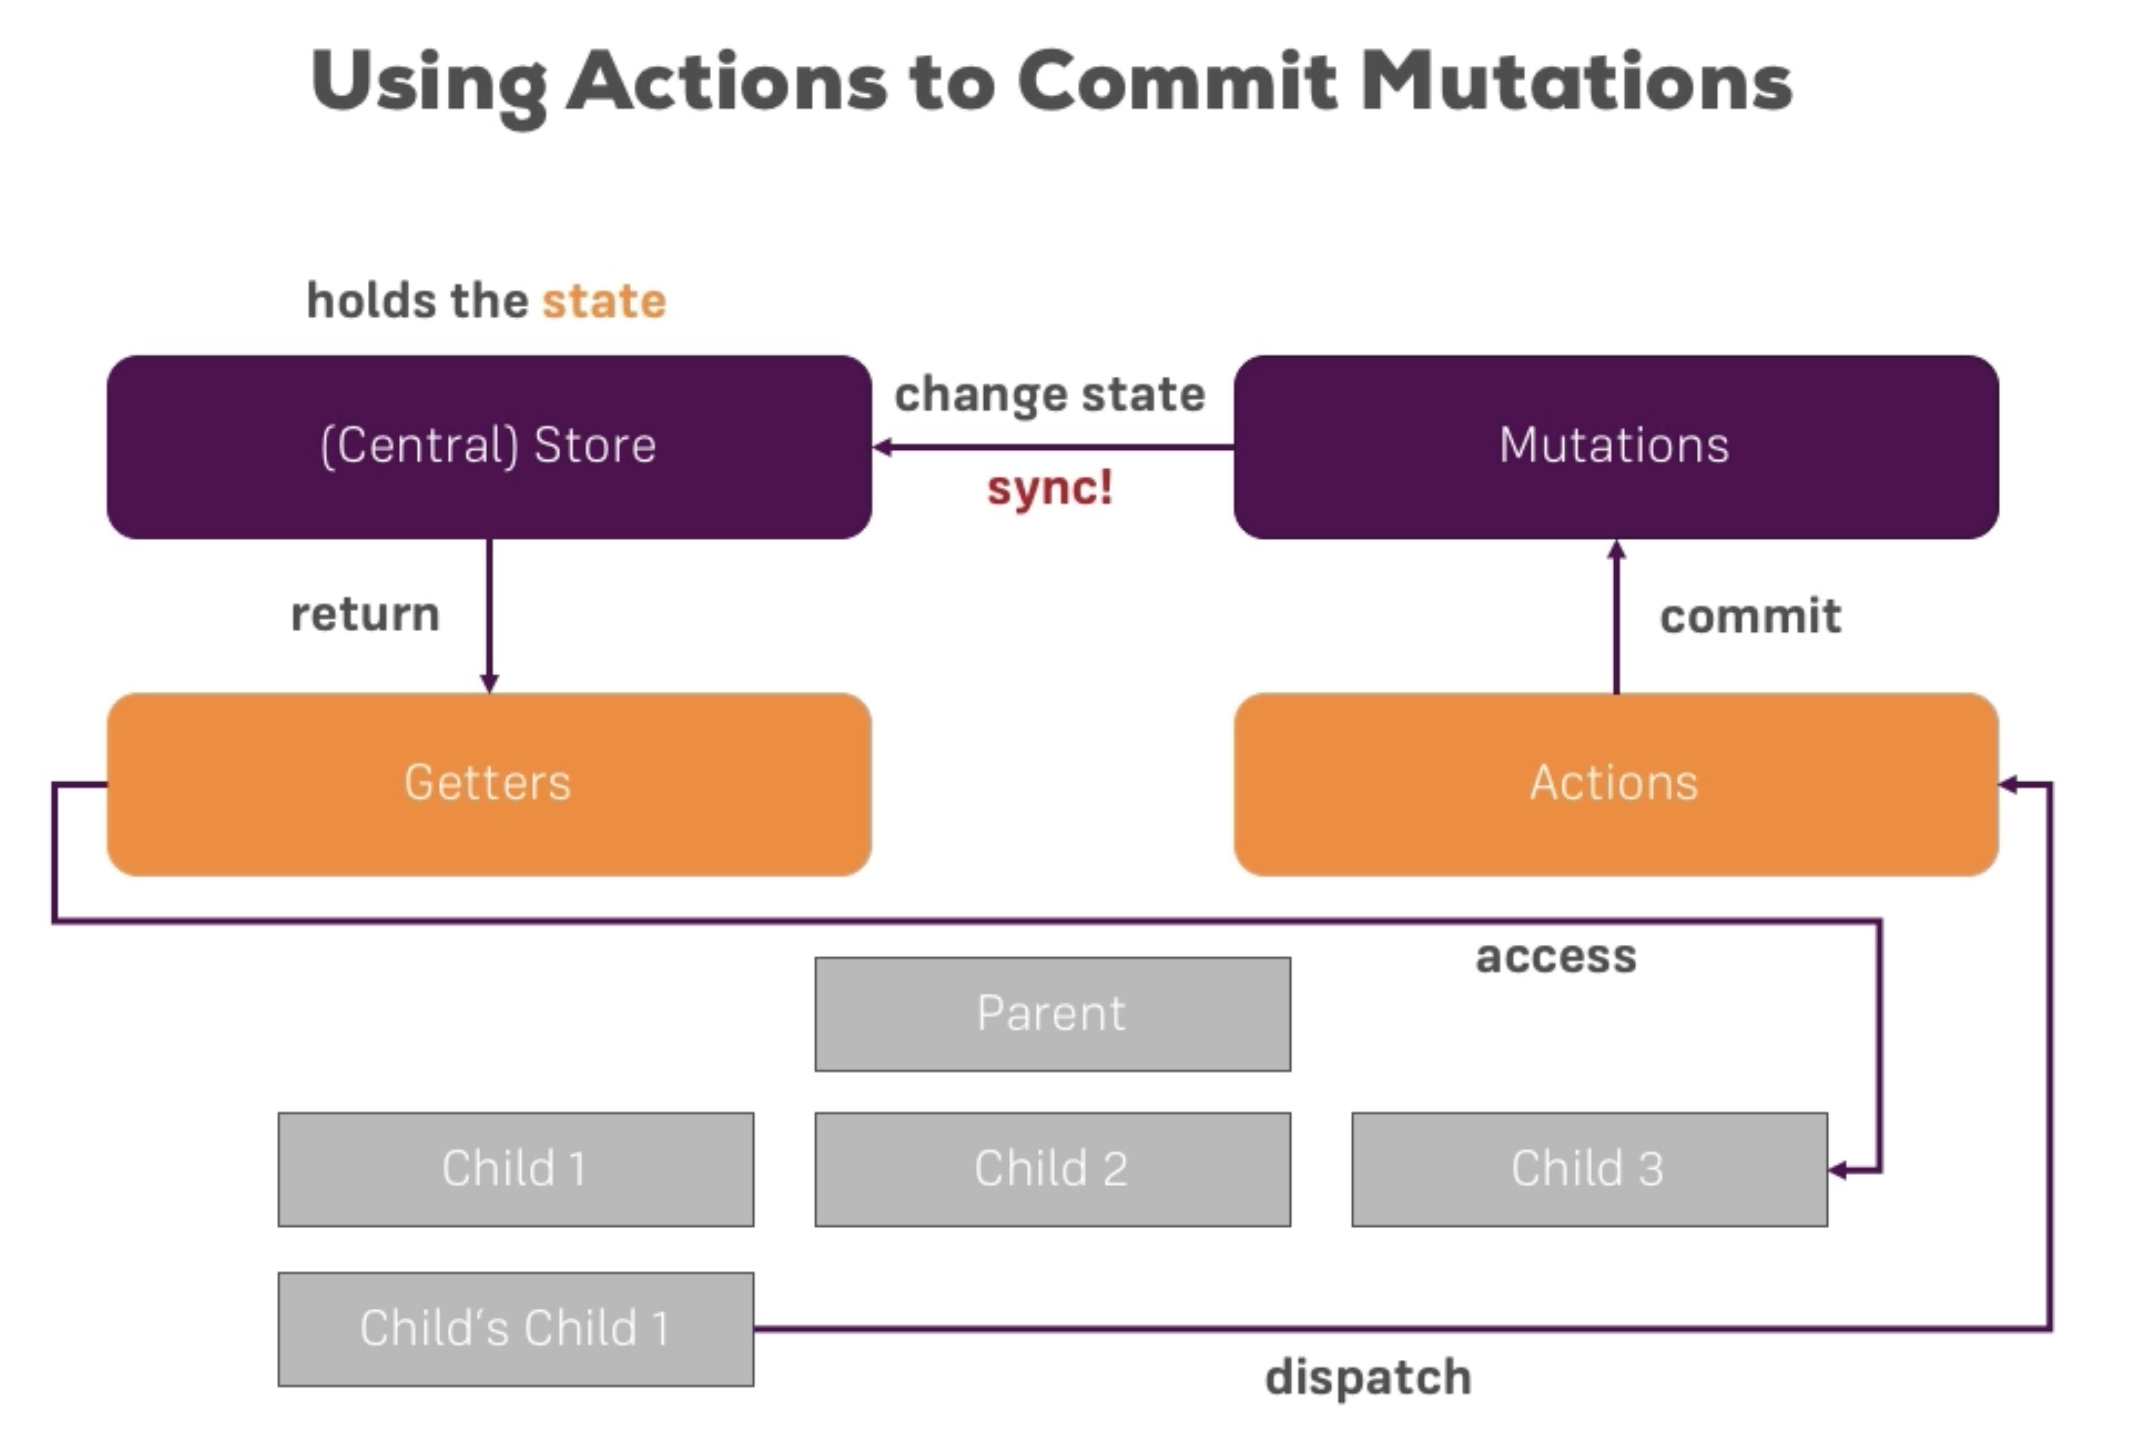 Using Actions to Commit Mutations
holds the state
(Central) Store
change state
sync!
Mutations
return
commit
Getters
Actions
access
Parent
Child 1
Child 2
Child 3
Child‘s Child 1
dispatch